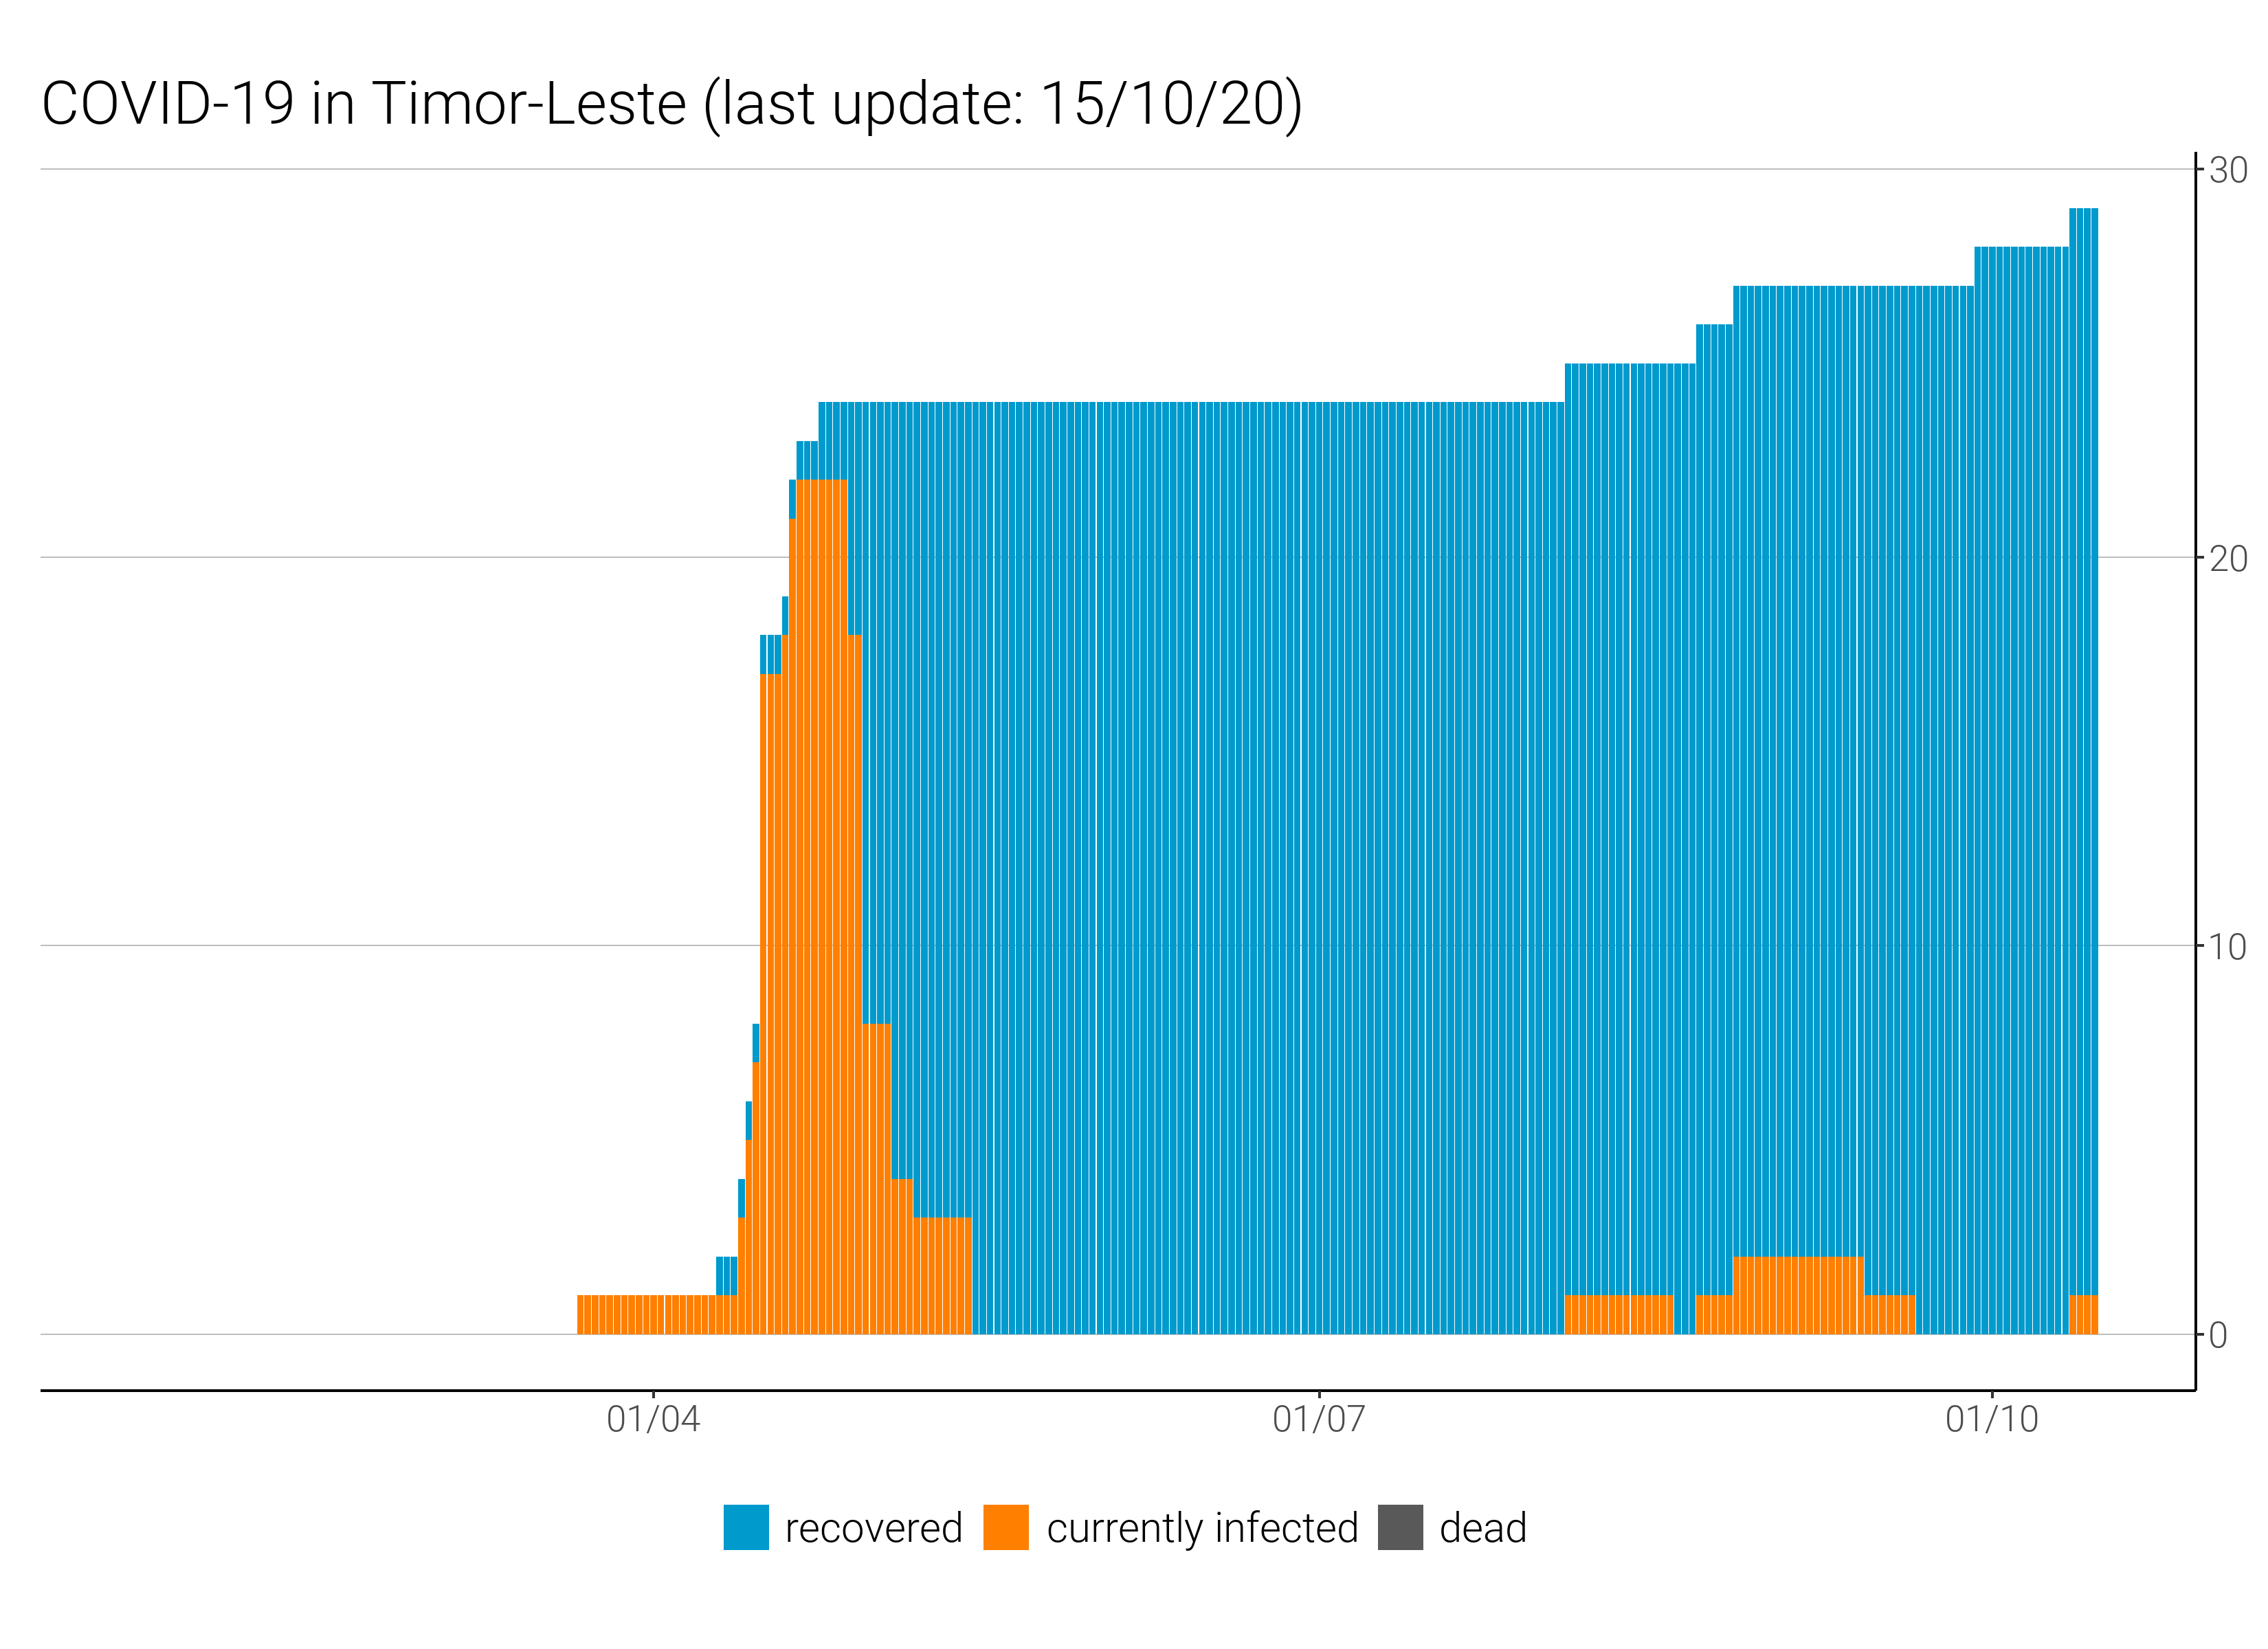 COVID-19 in Timor-Leste (last update: 15/10/20)
30
20
10
0
01/04 01/07 01/10
recovered currently infected dead